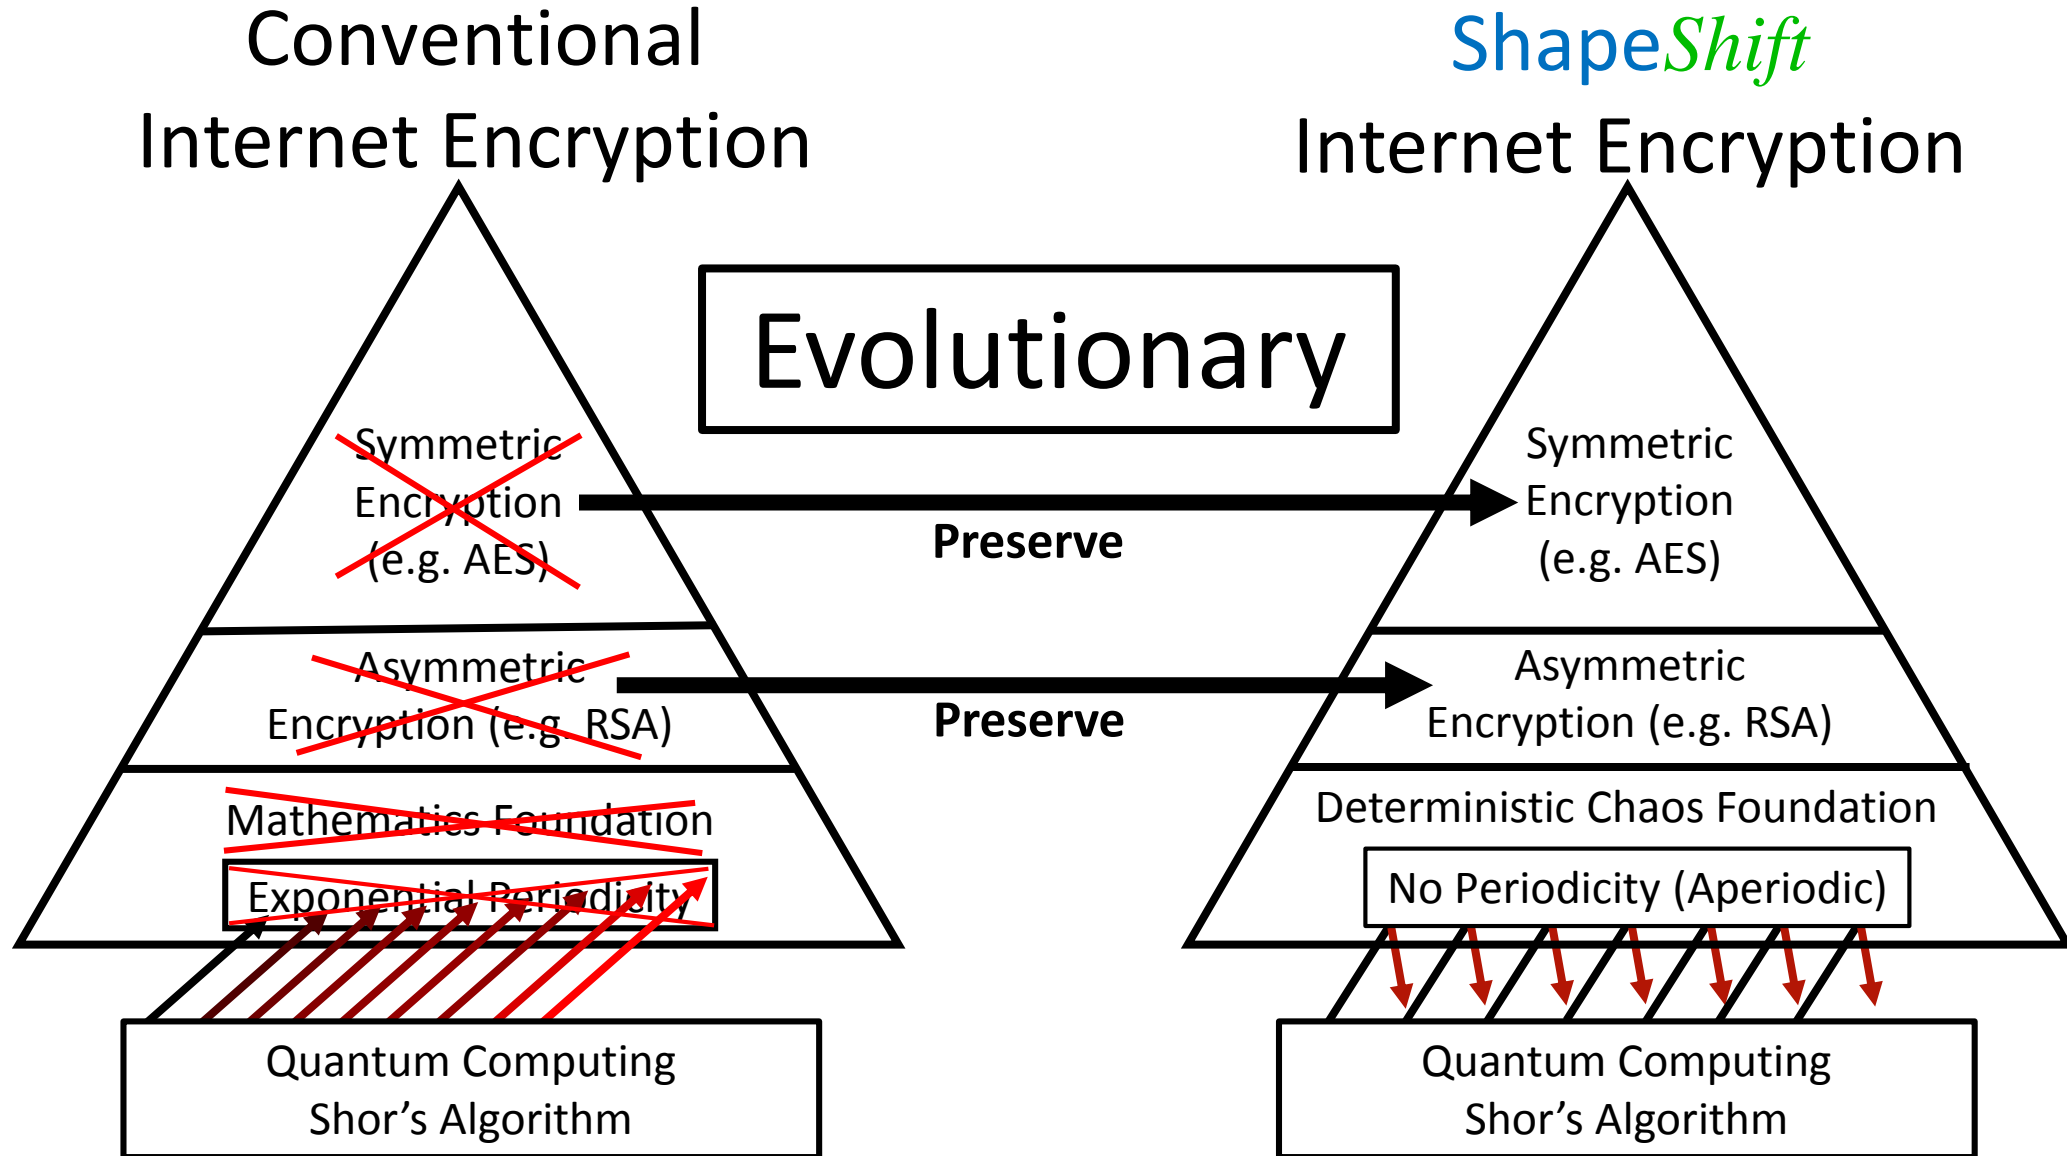 Conventional
Internet Encryption
Symmetric
Encryption
(e.g. AES)
Asymmetric
Encryption (e.g. RSA)
Mathematics Foundation
Exponential Periodicity
Quantum Computing
Shor’s Algorithm
Evolutionary
Preserve
Preserve
ShapeShift
Internet Encryption
Symmetric
Encryption
(e.g. AES)
Asymmetric
Encryption (e.g. RSA)
Deterministic Chaos Foundation
No Periodicity (Aperiodic)
Quantum Computing
Shor’s Algorithm